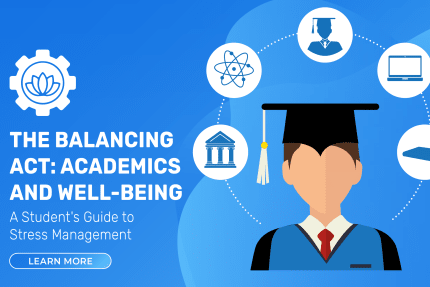 THE BALANCING
ACT: ACADEMICS
AND WELL-BEING
A Student's Guide to
Stress Management
LEARN MORE